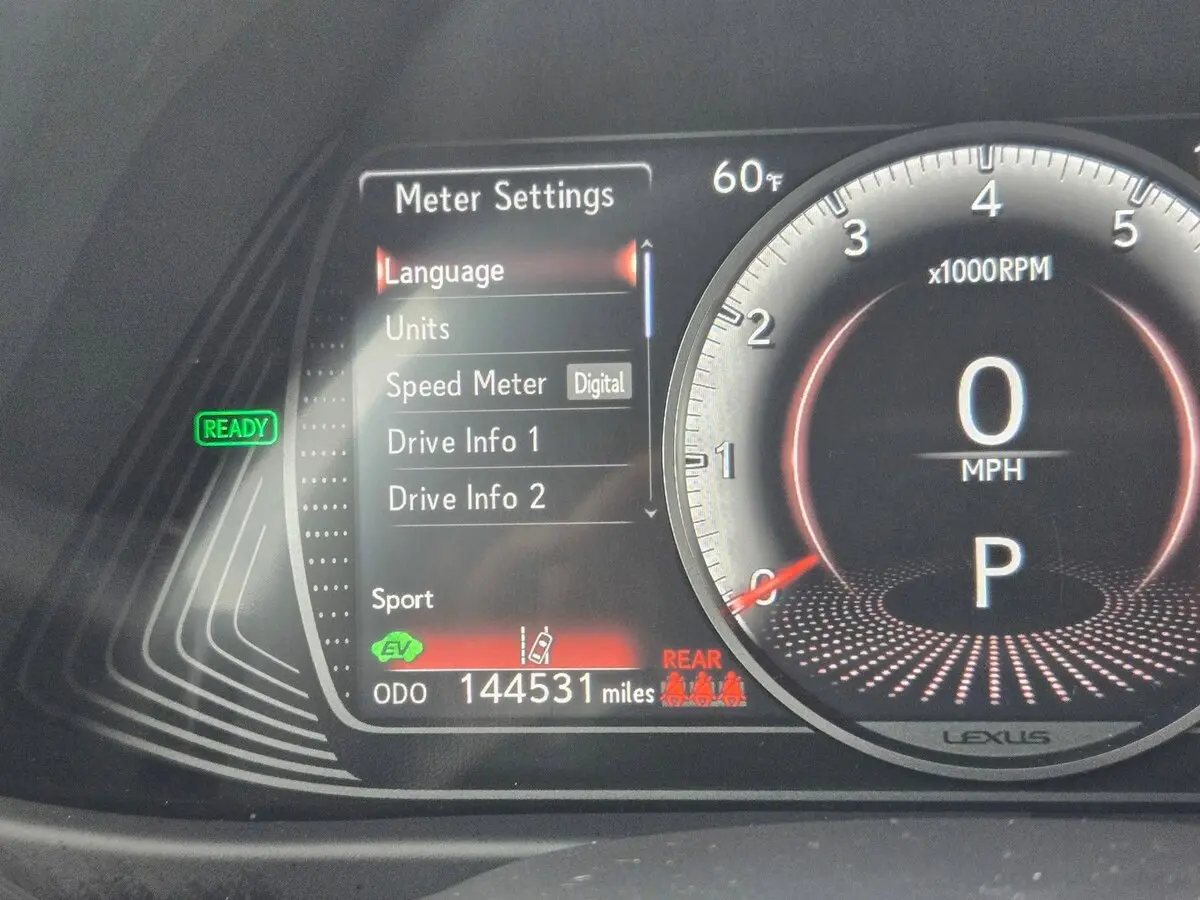 Meter Settings
Language
Units
Speed Meter Digital
Drive Info 1
Drive Info 2
Sport
EV
ODO 144531 miles
REAR
READY
60°F
0
1
2
3
4
5
x1000RPM
0
MPH
P
LEXUS